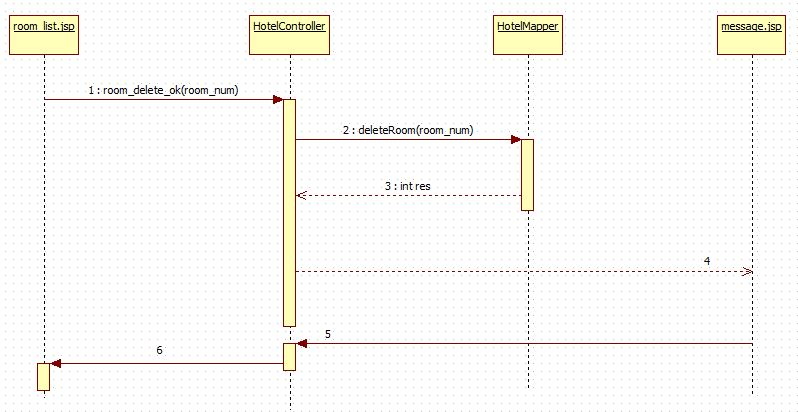 room_list.jsp
HotelController
HotelMapper
message.jsp
1 : room_delete_ok(room_num)
2 : deleteRoom(room_num)
3 : int res
4
5
6